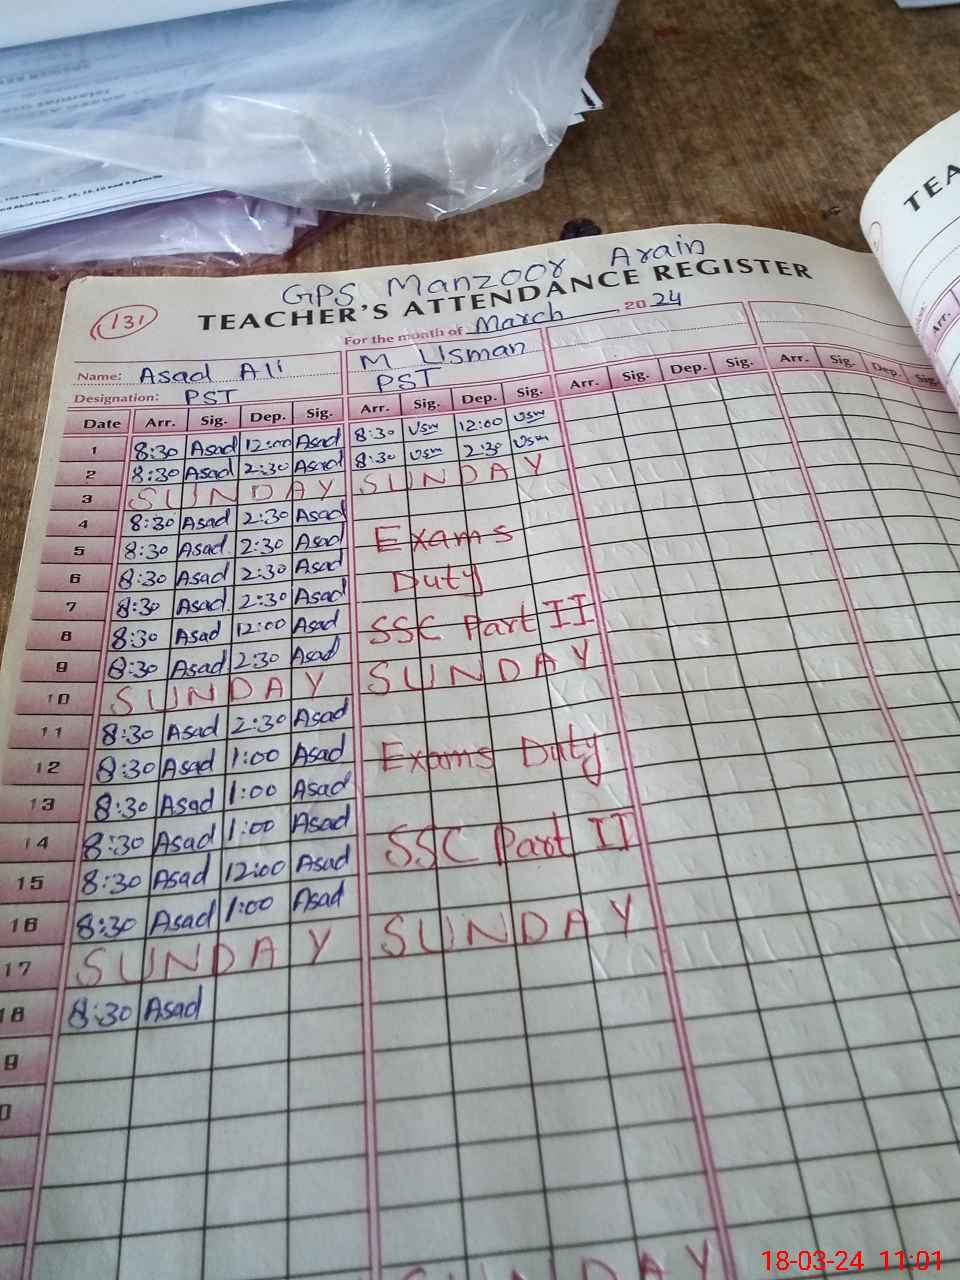 GPS Manzoor Arain
TEACHER'S ATTENDANCE REGISTER
131
For the month of March, 2024
Name: Asad Ali M Usman
Designation: PST PST
Date Arr. Sig. Dep. Sig. Arr. Sig. Dep. Sig. Arr. Sig. Dep. Sig. Arr. Sig. Dep. Sig.
1 8:30 Asad 12:00 Asad 8:30 Usm 12:00 Usm
2 8:30 Asad 2:30 Asad 8:30 Usm 2:30 Usm
3 SUNDAY SUNDAY
4 8:30 Asad 2:30 Asad
5 8:30 Asad 2:30 Asad Exams
6 8:30 Asad 2:30 Asad Duty
7 8:30 Asad 2:30 Asad
8 8:30 Asad 12:00 Asad SSC Part II
9 8:30 Asad 2:30 Asad
10 SUNDAY SUNDAY
11 8:30 Asad 2:30 Asad
12 8:30 Asad 1:00 Asad Exams Duty
13 8:30 Asad 1:00 Asad
14 8:30 Asad 1:00 Asad SSC Part II
15 8:30 Asad 12:00 Asad
16 8:30 Asad 1:00 Asad
17 SUNDAY SUNDAY
18 8:30 Asad
9
0
SUNDAY
TEA
Arr.
18-03-24 11:01